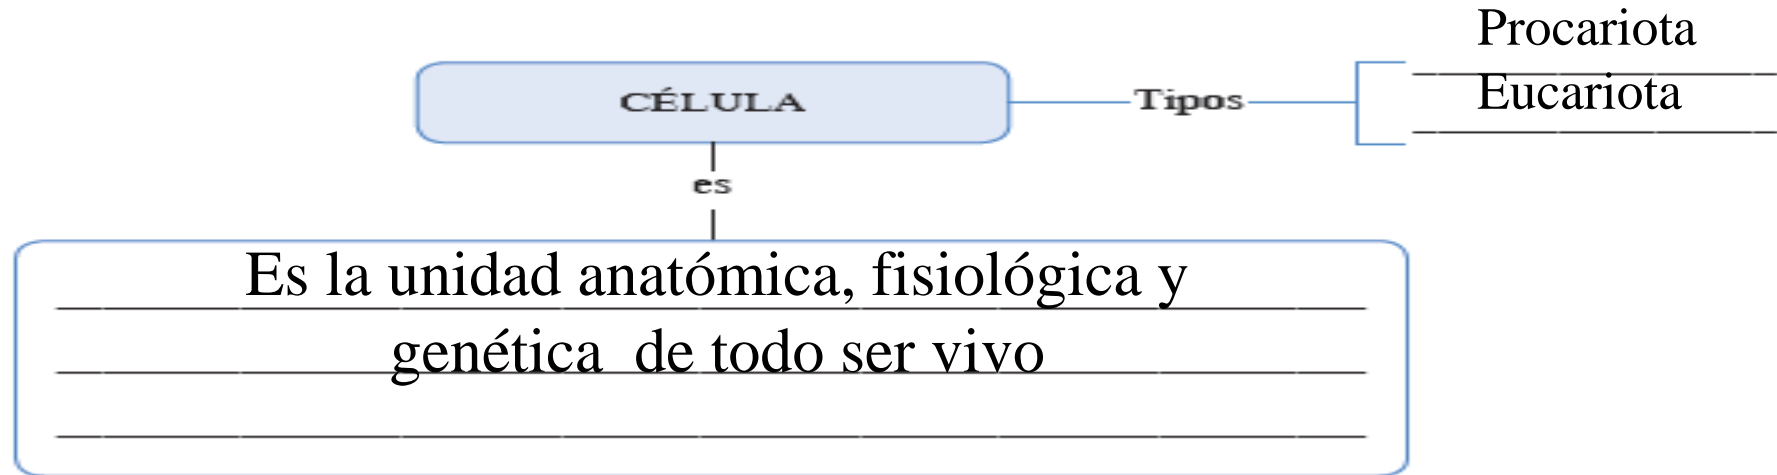 Procariota
CÉLULA
Tipos
Eucariota
es
Es la unidad anatómica, fisiológica y
genética de todo ser vivo